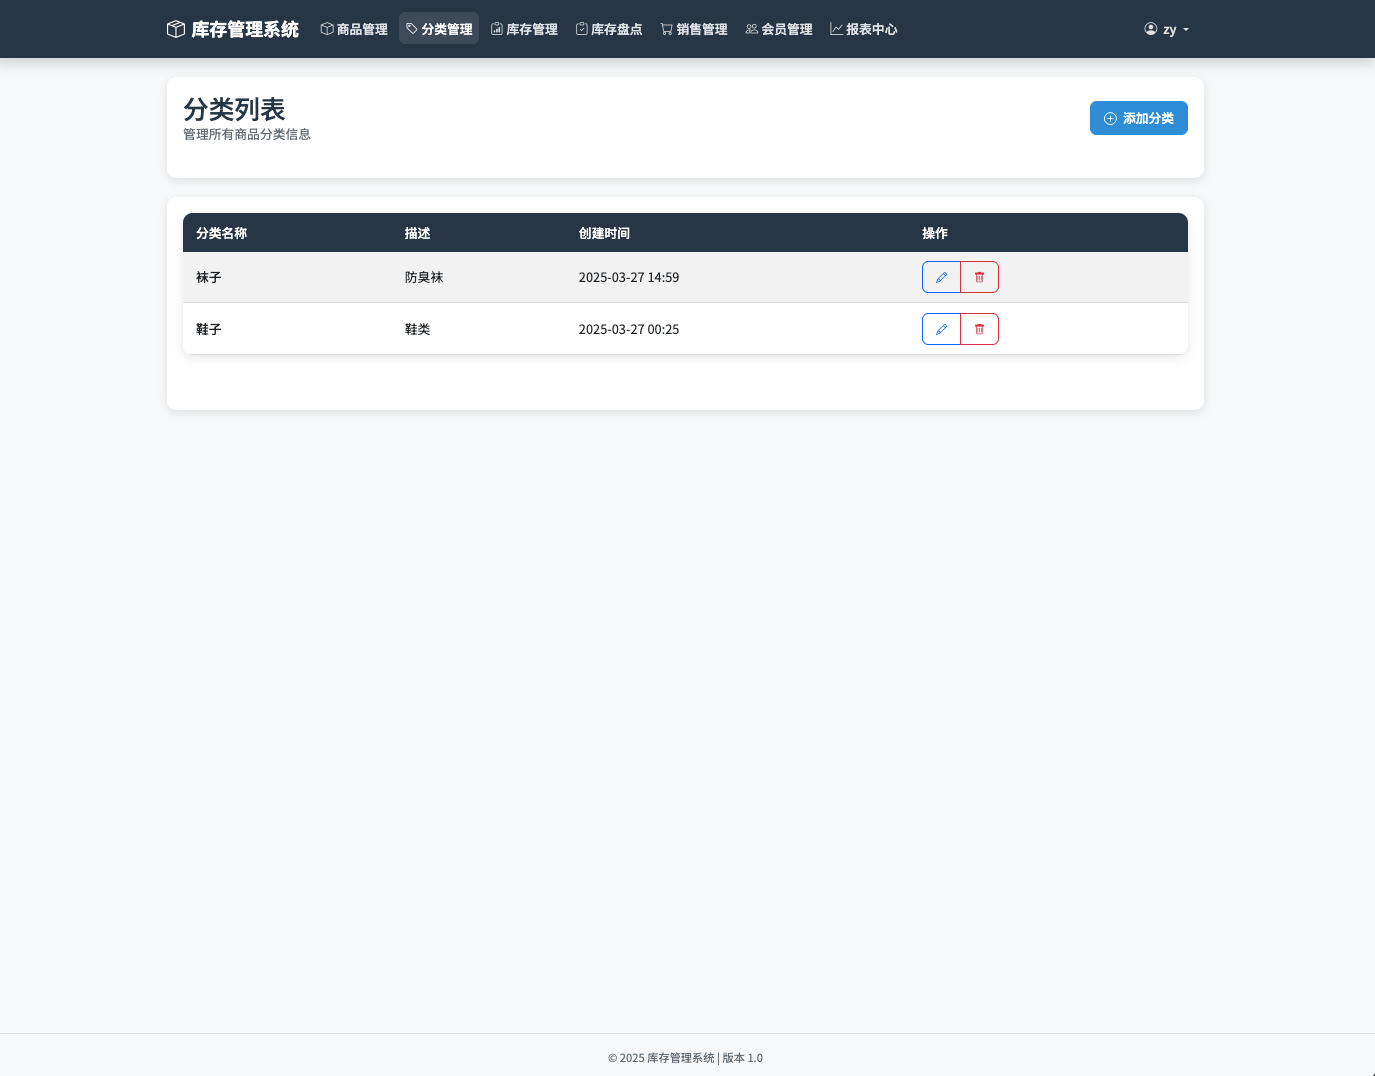 库存管理系统 商品管理 分类管理 库存管理 库存盘点 销售管理 会员管理 报表中心 zy
分类列表
管理所有商品分类信息
添加分类
分类名称 描述 创建时间 操作
袜子 防臭袜 2025-03-27 14:59
鞋子 鞋类 2025-03-27 00:25
© 2025 库存管理系统 | 版本 1.0